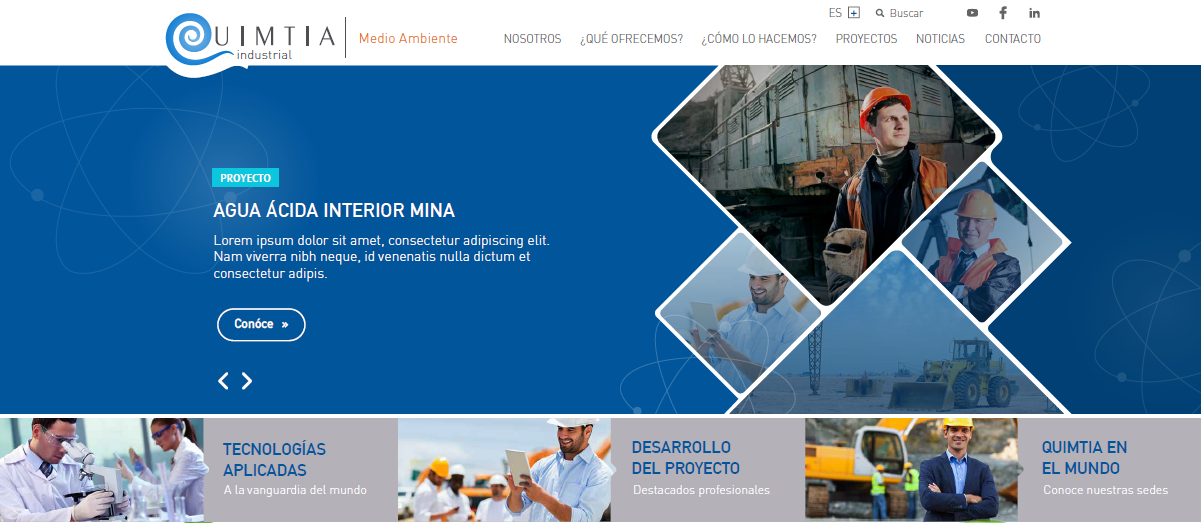 ES
Buscar
QUIMTIA
industrial
Medio Ambiente
NOSOTROS
¿QUÉ OFRECEMOS?
¿CÓMO LO HACEMOS?
PROYECTOS
NOTICIAS
CONTACTO
PROYECTO
AGUA ÁCIDA INTERIOR MINA
Lorem ipsum dolor sit amet, consectetur adipiscing elit.
Nam viverra nibh neque, id venenatis nulla dictum et
consectetur adipis.
Conóce »
TECNOLOGÍAS
APLICADAS
A la vanguardia del mundo
DESARROLLO
DEL PROYECTO
Destacados profesionales
QUIMTIA EN
EL MUNDO
Conoce nuestras sedes